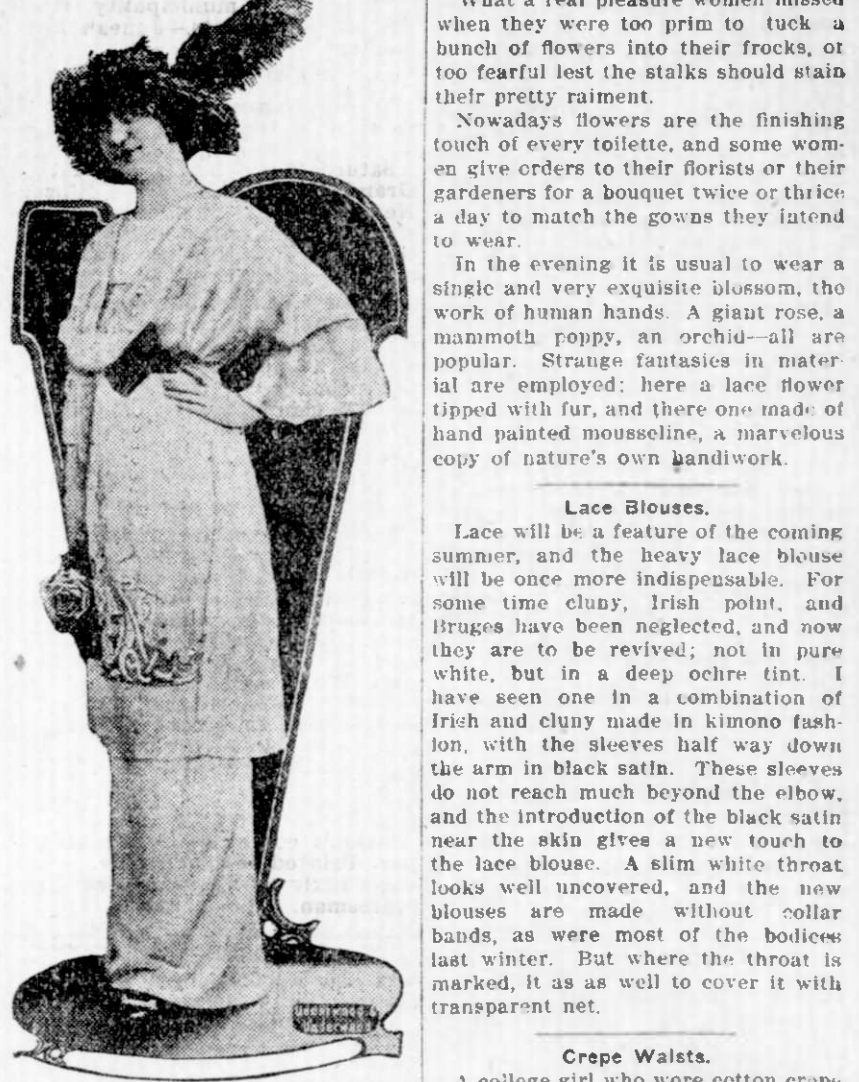 What a real pleasure women missed
when they were too prim to tuck a
bunch of flowers into their frocks, or
too fearful lest the stalks should stain
their pretty raiment.
Nowadays flowers are the finishing
touch of every toilette, and some wom-
en give orders to their florists or their
gardeners for a bouquet twice or thrice
a day to match the gowns they intend
to wear.
In the evening it is usual to wear a
single and very exquisite blossom, the
work of human hands. A giant rose, a
mammoth poppy, an orchid—all are
popular. Strange fantasies in mater-
ial are employed; here a lace flower
tipped with fur, and there one made of
hand painted mousseline, a marvelous
copy of nature's own handiwork.
Lace Blouses.
Lace will be a feature of the coming
summer, and the heavy lace blouse
will be once more indispensable. For
some time cluny, Irish point, and
Bruges have been neglected, and now
they are to be revived; not in pure
white, but in a deep ochre tint. I
have seen one in a combination of
Irish and cluny made in kimono fash-
ion, with the sleeves half way down
the arm in black satin. These sleeves
do not reach much beyond the elbow,
and the introduction of the black satin
near the skin gives a new touch to
the lace blouse. A slim white throat
looks well uncovered, and the new
blouses are made without collar
bands, as were most of the bodices
last winter. But where the throat is
marked, it as as well to cover it with
transparent net.
Crepe Waists.
A college girl who wore cotton crepe
Underwood &
Underwood